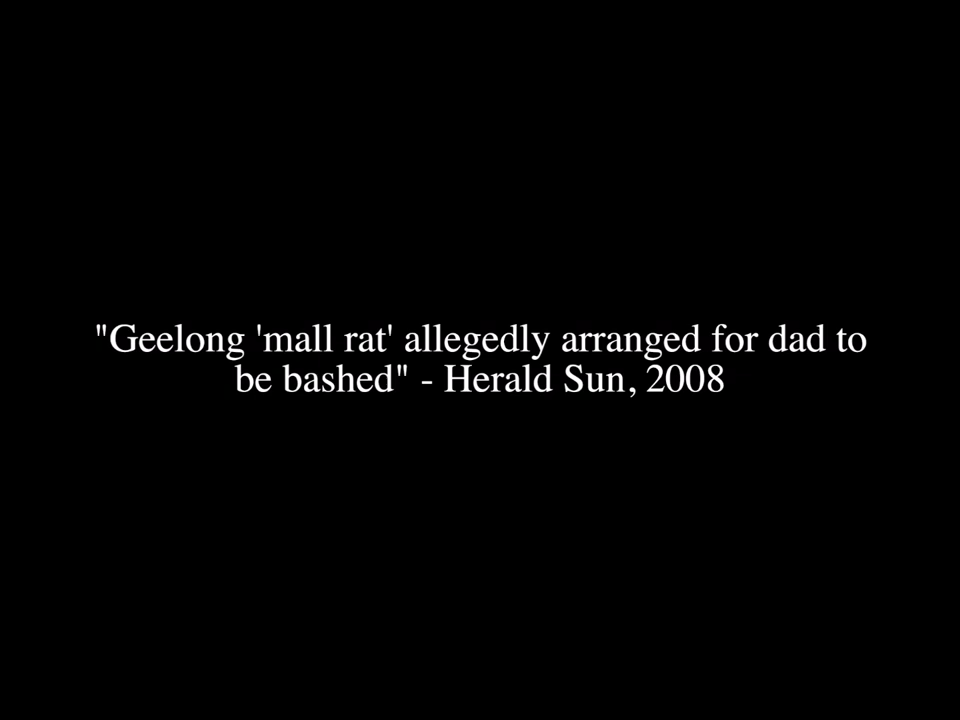 "Geelong 'mall rat' allegedly arranged for dad to
be bashed" - Herald Sun, 2008